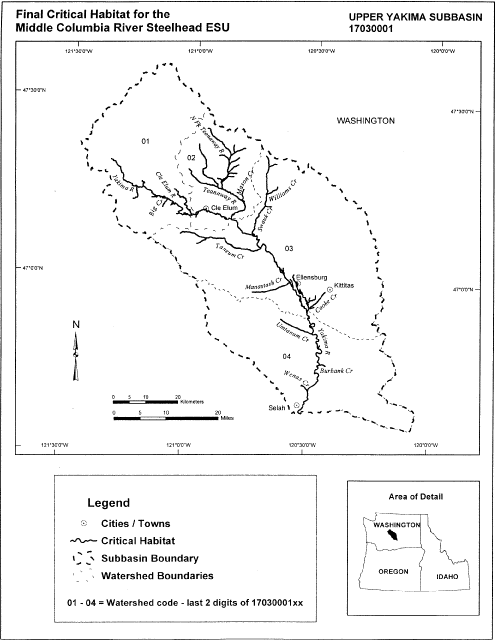 Final Critical Habitat for the
Middle Columbia River Steelhead ESU
UPPER YAKIMA SUBBASIN
17030001
121°30'0"W
121°0'0"W
120°30'0"W
120°0'0"W
47°30'0"N
47°30'0"N
WASHINGTON
01
02
N Fk Teanaway R
Cle Elum R
Yakima R
Big Cr
Teanaway R
Mason Cr
Williams Cr
Swauk Cr
Cle Elum
Taneum Cr
03
47°0'0"N
47°0'0"N
Ellensburg
Kittitas
Manastash Cr
Cooke Cr
Umtanum Cr
Yakima R
04
Burbank Cr
Wenas Cr
Selah
N
0 5 10 20
Kilometers
0 5 10 20
Miles
121°30'0"W
121°0'0"W
120°30'0"W
120°0'0"W
Legend
Cities / Towns
Critical Habitat
Subbasin Boundary
Watershed Boundaries
01 - 04 = Watershed code - last 2 digits of 17030001xx
Area of Detail
WASHINGTON
OREGON
IDAHO